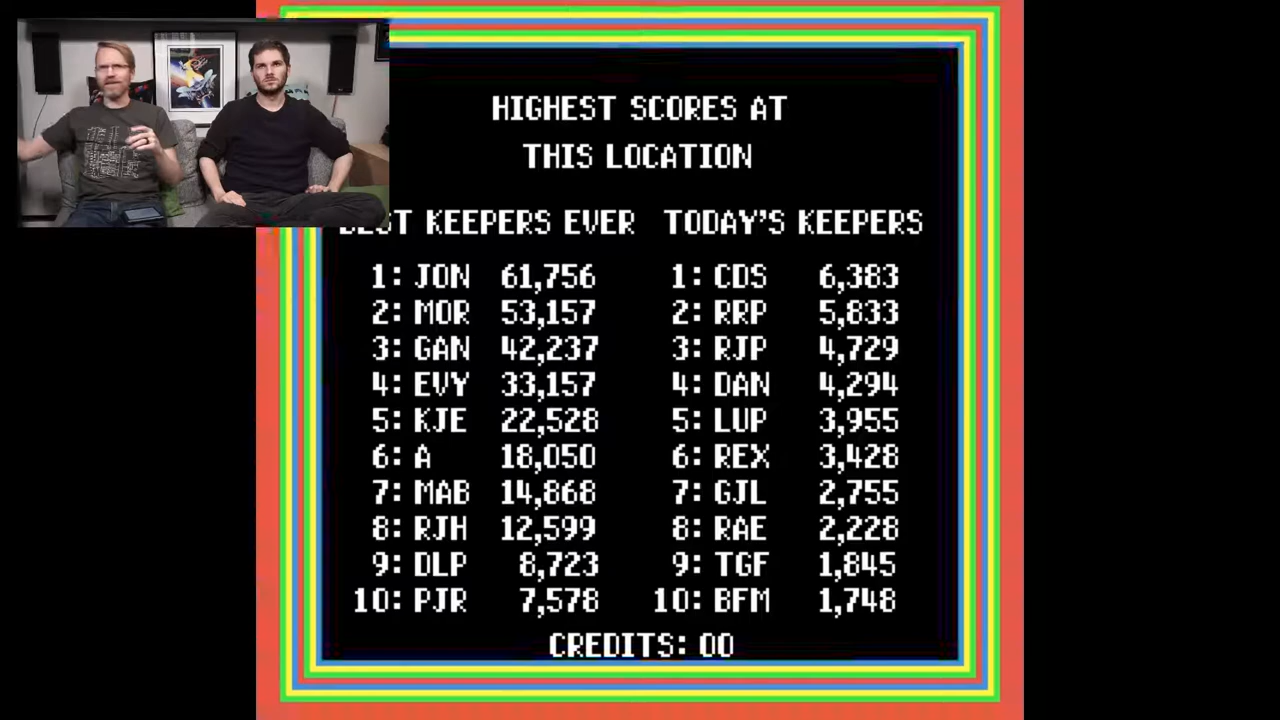 HIGHEST SCORES AT
THIS LOCATION
KEEPERS EVER TODAY'S KEEPERS
1: JON 61,756 1: CDS 6,383
2: MOR 53,157 2: RRP 5,833
3: GAN 42,237 3: RJP 4,729
4: EVY 33,157 4: DAN 4,294
5: KJE 22,528 5: LUP 3,955
6: A 18,050 6: REX 3,428
7: MAB 14,868 7: GJL 2,755
8: RJH 12,599 8: RAE 2,228
9: DLP 8,723 9: TGF 1,845
10: PJR 7,578 10: BFM 1,748
CREDITS: 00